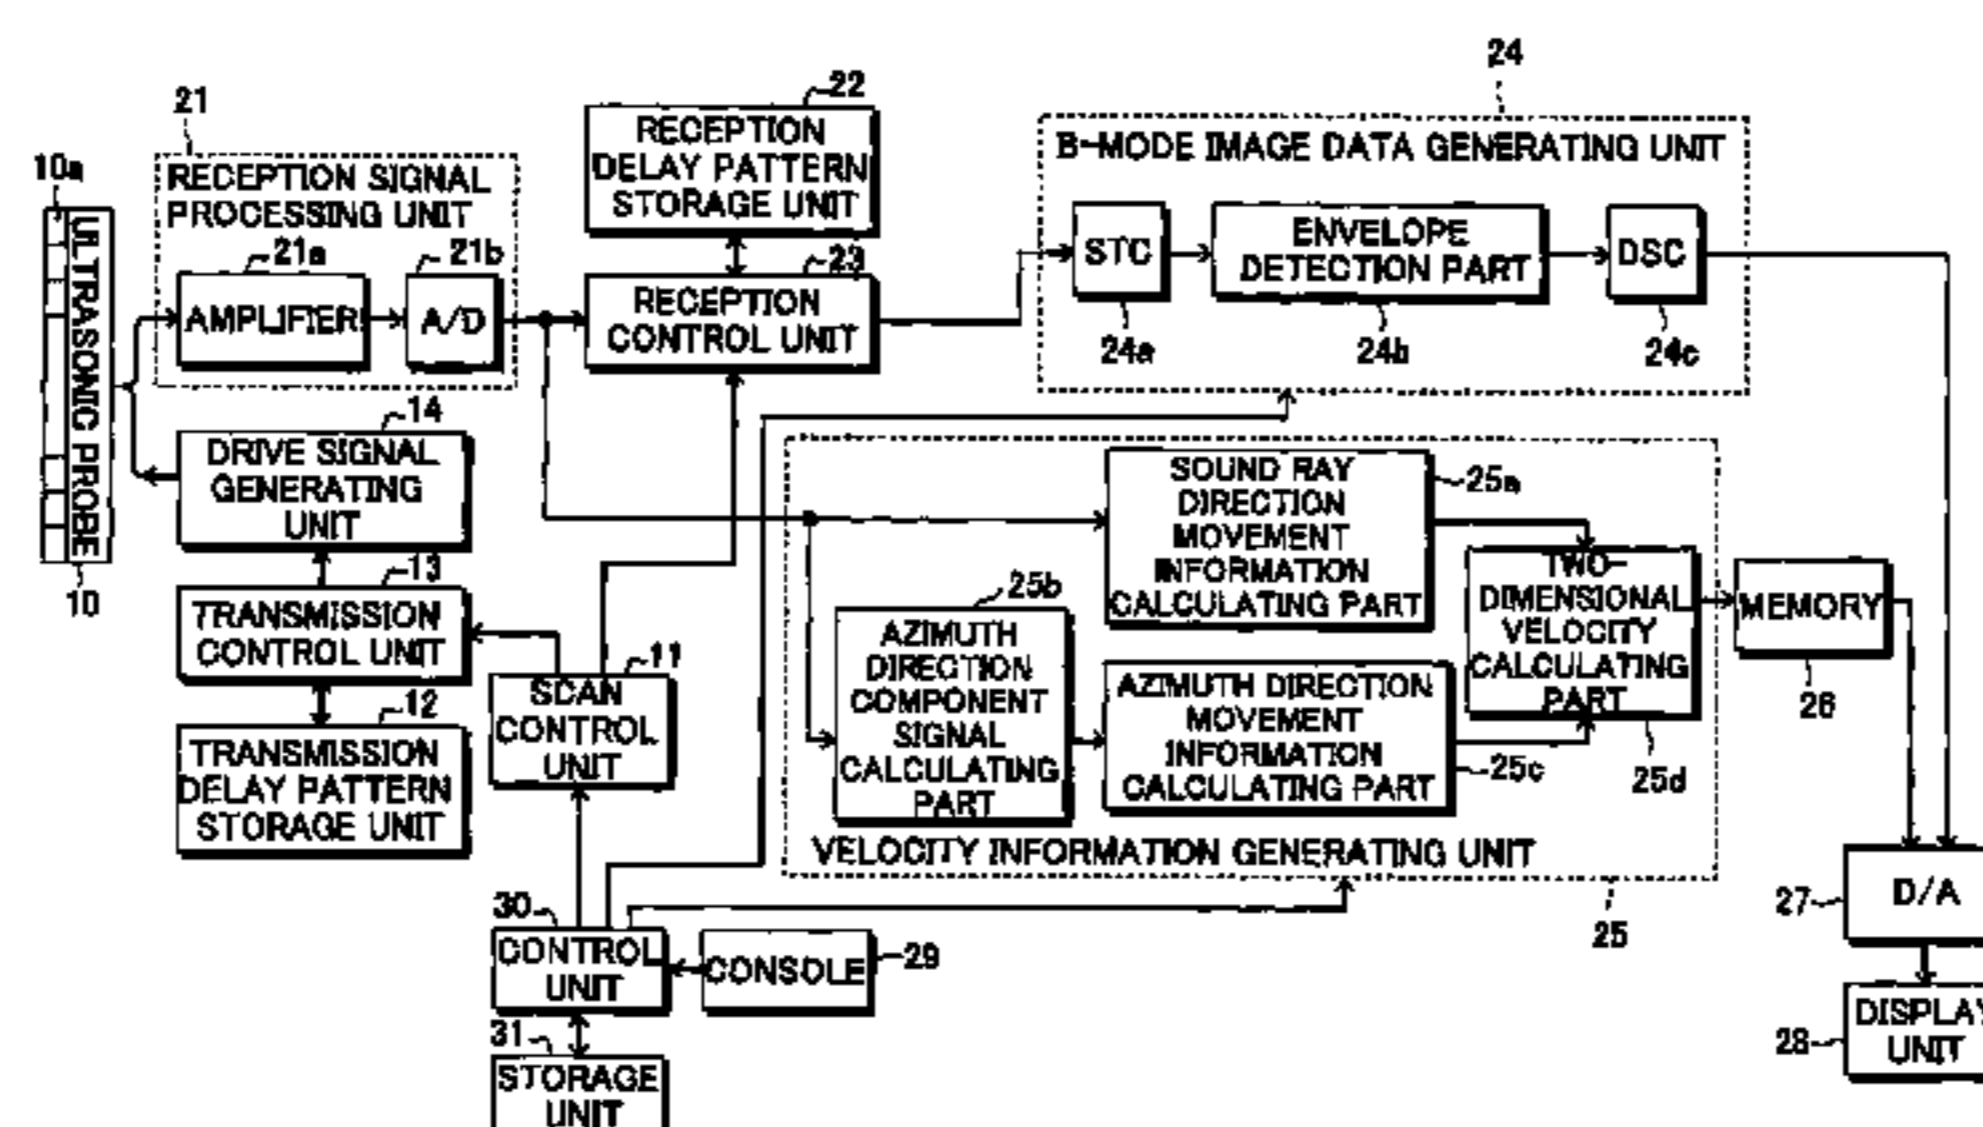 24
22
21
RECEPTION
DELAY PATTERN
STORAGE UNIT
B-MODE IMAGE DATA GENERATING UNIT
10a
RECEPTION SIGNAL
PROCESSING UNIT
STC
ENVELOPE
DETECTION PART
DSC
21a
21b
23
AMPLIFIER
A/D
RECEPTION
CONTROL UNIT
24a
24b
24c
ULTRASONIC PROBE
14
DRIVE SIGNAL
GENERATING
UNIT
SOUND RAY
DIRECTION
MOVEMENT
INFORMATION
CALCULATING PART
25a
10
13
TRANSMISSION
CONTROL UNIT
25b
AZIMUTH
DIRECTION
COMPONENT
SIGNAL
CALCULATING
PART
TWO-
DIMENSIONAL
VELOCITY
CALCULATING
PART
MEMORY
26
11
SCAN
CONTROL
UNIT
AZIMUTH DIRECTION
MOVEMENT
INFORMATION
CALCULATING PART
25c
25d
12
TRANSMISSION
DELAY PATTERN
STORAGE UNIT
VELOCITY INFORMATION GENERATING UNIT
25
27
D/A
30
CONTROL
UNIT
CONSOLE
29
28
DISPLAY
UNIT
31
STORAGE
UNIT